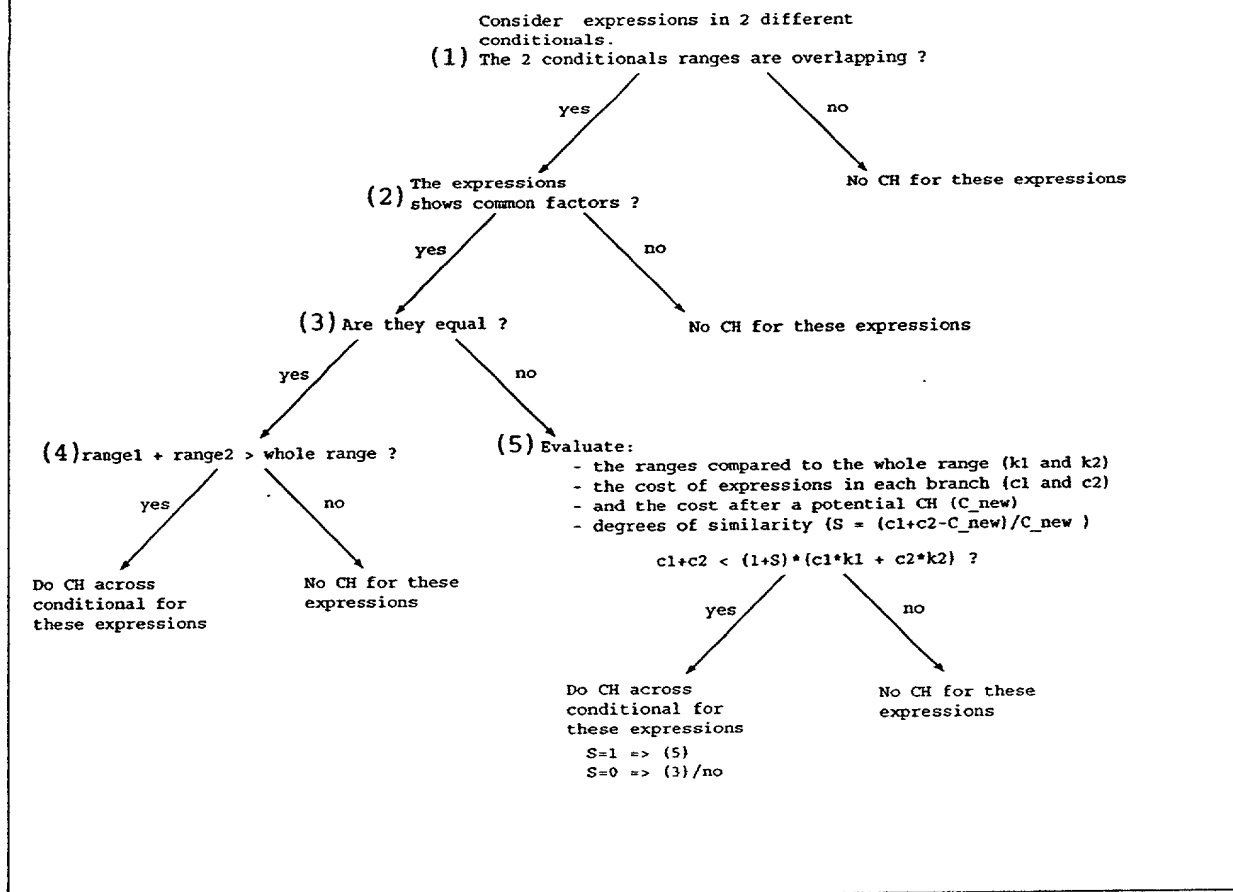 Consider expressions in 2 different
conditionals.
(1) The 2 conditionals ranges are overlapping ?
yes
no
(2) The expressions
shows common factors ?
No CH for these expressions
yes
no
(3) Are they equal ?
No CH for these expressions
yes
no
(4) range1 + range2 > whole range ?
(5) Evaluate:
- the ranges compared to the whole range (k1 and k2)
- the cost of expressions in each branch (c1 and c2)
- and the cost after a potential CH (C_new)
- degrees of similarity (S = (c1+c2-C_new)/C_new )
c1+c2 < (1+S)*(c1*k1 + c2*k2) ?
yes
no
Do CH across
conditional for
these expressions
No CH for these
expressions
yes
no
Do CH across
conditional for
these expressions
S=1 => (5)
S=0 => (3)/no
No CH for these
expressions